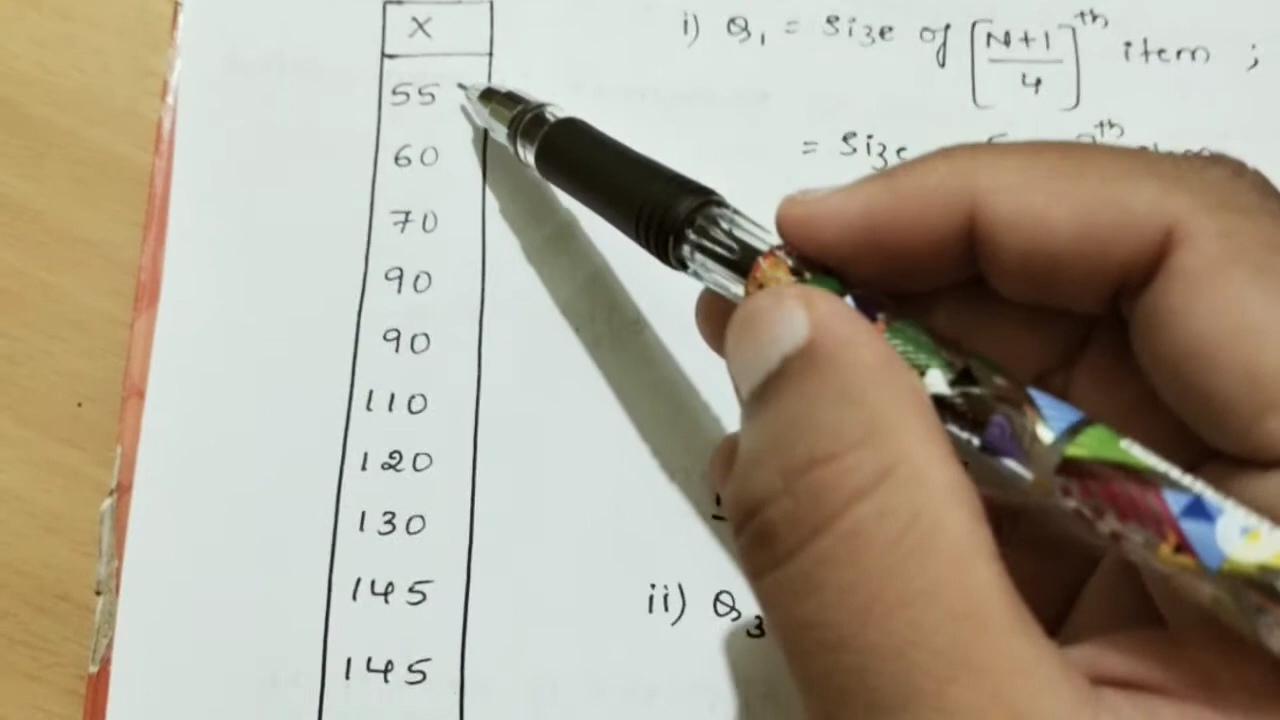 X
55
60
70
90
90
110
120
130
145
145
i) Q₁ = Size of [N+1/4]ᵗʰ item ;
= Size
th
ii) Q₃